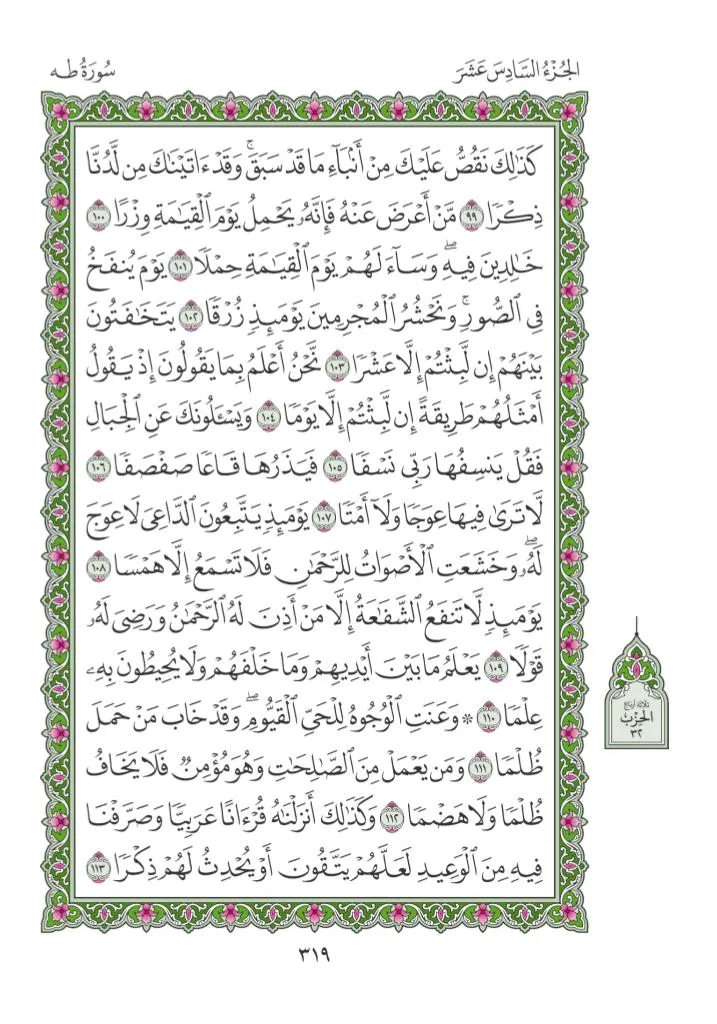 الجُزْءُ السَّادِسَ عَشَرَ
سُورَةُ طه
كَذَٰلِكَ نَقُصُّ عَلَيْكَ مِنْ أَنۢبَآءِ مَا قَدْ سَبَقَۚ وَقَدْ ءَاتَيْنَٰكَ مِن لَّدُنَّا
ذِكْرًا ٩٩ مَّنْ أَعْرَضَ عَنْهُ فَإِنَّهُۥ يَحْمِلُ يَوْمَ ٱلْقِيَٰمَةِ وِزْرًا ١٠٠
خَٰلِدِينَ فِيهِۖ وَسَآءَ لَهُمْ يَوْمَ ٱلْقِيَٰمَةِ حِمْلًا ١٠١ يَوْمَ يُنفَخُ
فِى ٱلصُّورِۚ وَنَحْشُرُ ٱلْمُجْرِمِينَ يَوْمَئِذٍ زُرْقًا ١٠٢ يَتَخَٰفَتُونَ
بَيْنَهُمْ إِن لَّبِثْتُمْ إِلَّا عَشْرًا ١٠٣ نَّحْنُ أَعْلَمُ بِمَا يَقُولُونَ إِذْ يَقُولُ
أَمْثَلُهُمْ طَرِيقَةً إِن لَّبِثْتُمْ إِلَّا يَوْمًا ١٠٤ وَيَسْـَٔلُونَكَ عَنِ ٱلْجِبَالِ
فَقُلْ يَنسِفُهَا رَبِّى نَسْفًا ١٠٥ فَيَذَرُهَا قَاعًا صَفْصَفًا ١٠٦
لَّا تَرَىٰ فِيهَا عِوَجًا وَلَآ أَمْتًا ١٠٧ يَوْمَئِذٍ يَتَّبِعُونَ ٱلدَّاعِىَ لَا عِوَجَ
لَهُۥۖ وَخَشَعَتِ ٱلْأَصْوَاتُ لِلرَّحْمَٰنِ فَلَا تَسْمَعُ إِلَّا هَمْسًا ١٠٨
يَوْمَئِذٍ لَّا تَنفَعُ ٱلشَّفَٰعَةُ إِلَّا مَنْ أَذِنَ لَهُ ٱلرَّحْمَٰنُ وَرَضِىَ لَهُۥ
قَوْلًا ١٠٩ يَعْلَمُ مَا بَيْنَ أَيْدِيهِمْ وَمَا خَلْفَهُمْ وَلَا يُحِيطُونَ بِهِۦ
عِلْمًا ١١٠ ۞ وَعَنَتِ ٱلْوُجُوهُ لِلْحَىِّ ٱلْقَيُّومِۖ وَقَدْ خَابَ مَنْ حَمَلَ
ظُلْمًا ١١١ وَمَن يَعْمَلْ مِنَ ٱلصَّٰلِحَٰتِ وَهُوَ مُؤْمِنٌ فَلَا يَخَافُ
ظُلْمًا وَلَا هَضْمًا ١١٢ وَكَذَٰلِكَ أَنزَلْنَٰهُ قُرْءَانًا عَرَبِيًّا وَصَرَّفْنَا
فِيهِ مِنَ ٱلْوَعِيدِ لَعَلَّهُمْ يَتَّقُونَ أَوْ يُحْدِثُ لَهُمْ ذِكْرًا ١١٣
ثلاثة أرباع
الحِزْب
٣٢
٣١٩